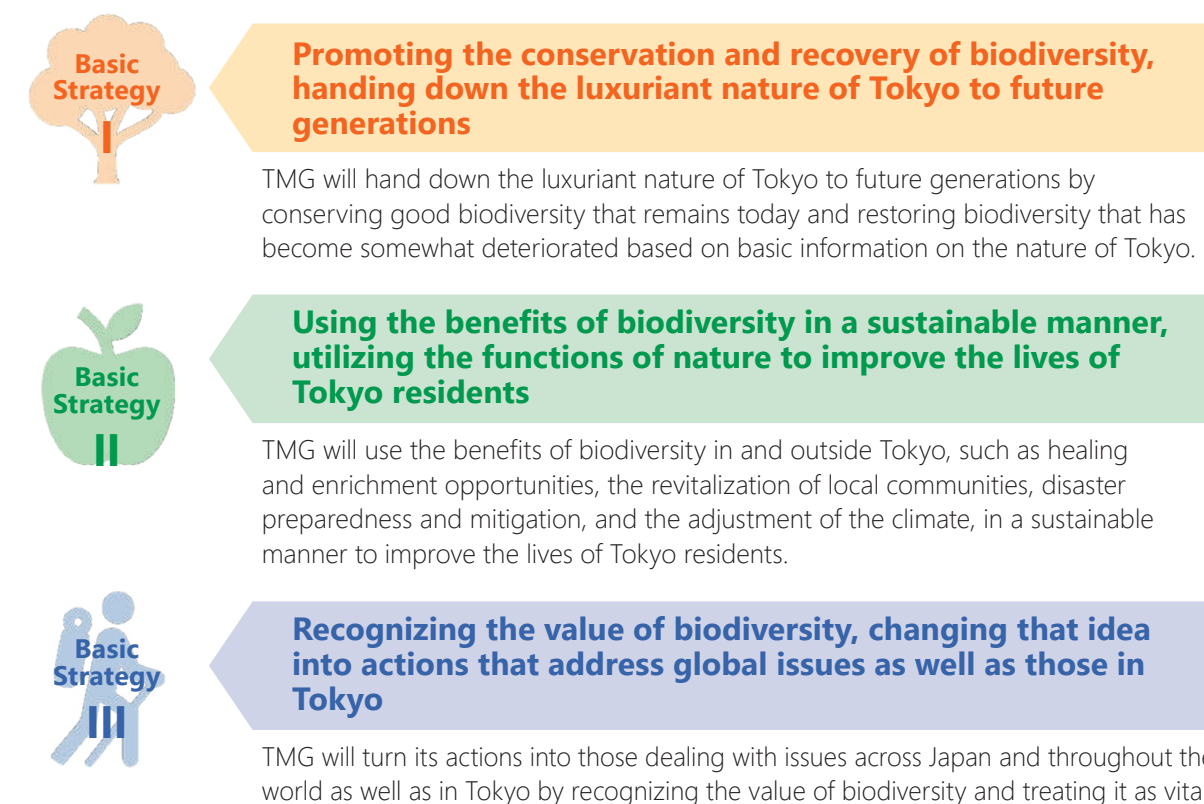 Basic
Strategy
I
Promoting the conservation and recovery of biodiversity,
handing down the luxuriant nature of Tokyo to future
generations
TMG will hand down the luxuriant nature of Tokyo to future generations by
conserving good biodiversity that remains today and restoring biodiversity that has
become somewhat deteriorated based on basic information on the nature of Tokyo.
Basic
Strategy
II
Using the benefits of biodiversity in a sustainable manner,
utilizing the functions of nature to improve the lives of
Tokyo residents
TMG will use the benefits of biodiversity in and outside Tokyo, such as healing
and enrichment opportunities, the revitalization of local communities, disaster
preparedness and mitigation, and the adjustment of the climate, in a sustainable
manner to improve the lives of Tokyo residents.
Basic
Strategy
III
Recognizing the value of biodiversity, changing that idea
into actions that address global issues as well as those in
Tokyo
TMG will turn its actions into those dealing with issues across Japan and throughout the
world as well as in Tokyo by recognizing the value of biodiversity and treating it as vita